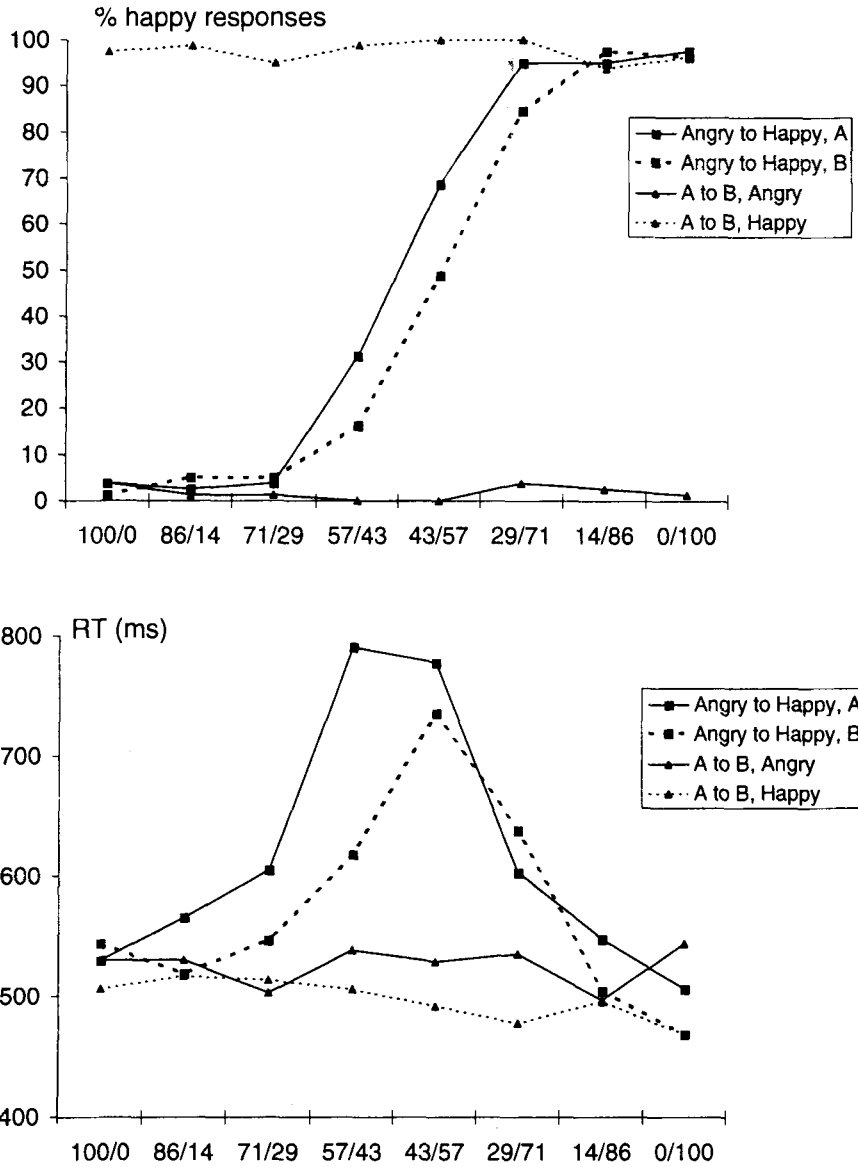 % happy responses
100
90
80
70
60
50
40
30
20
10
0
100/0 86/14 71/29 57/43 43/57 29/71 14/86 0/100
Angry to Happy, A
Angry to Happy, B
A to B, Angry
A to B, Happy
RT (ms)
800
700
600
500
400
100/0 86/14 71/29 57/43 43/57 29/71 14/86 0/100
Angry to Happy, A
Angry to Happy, B
A to B, Angry
A to B, Happy